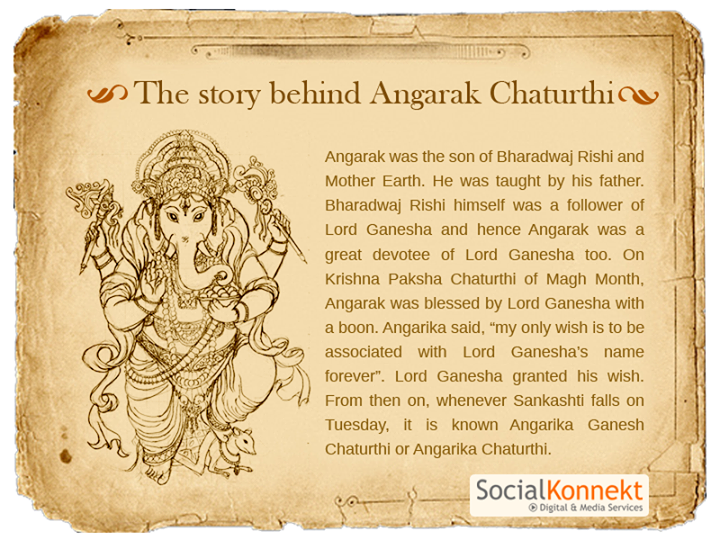 The story behind Angarak Chaturthi
Angarak was the son of Bharadwaj Rishi and
Mother Earth. He was taught by his father.
Bharadwaj Rishi himself was a follower of
Lord Ganesha and hence Angarak was a
great devotee of Lord Ganesha too. On
Krishna Paksha Chaturthi of Magh Month,
Angarak was blessed by Lord Ganesha with
a boon. Angarika said, “my only wish is to be
associated with Lord Ganesha's name
forever”. Lord Ganesha granted his wish.
From then on, whenever Sankashti falls on
Tuesday, it is known Angarika Ganesh
Chaturthi or Angarika Chaturthi.
SocialKonnekt
Digital & Media Services